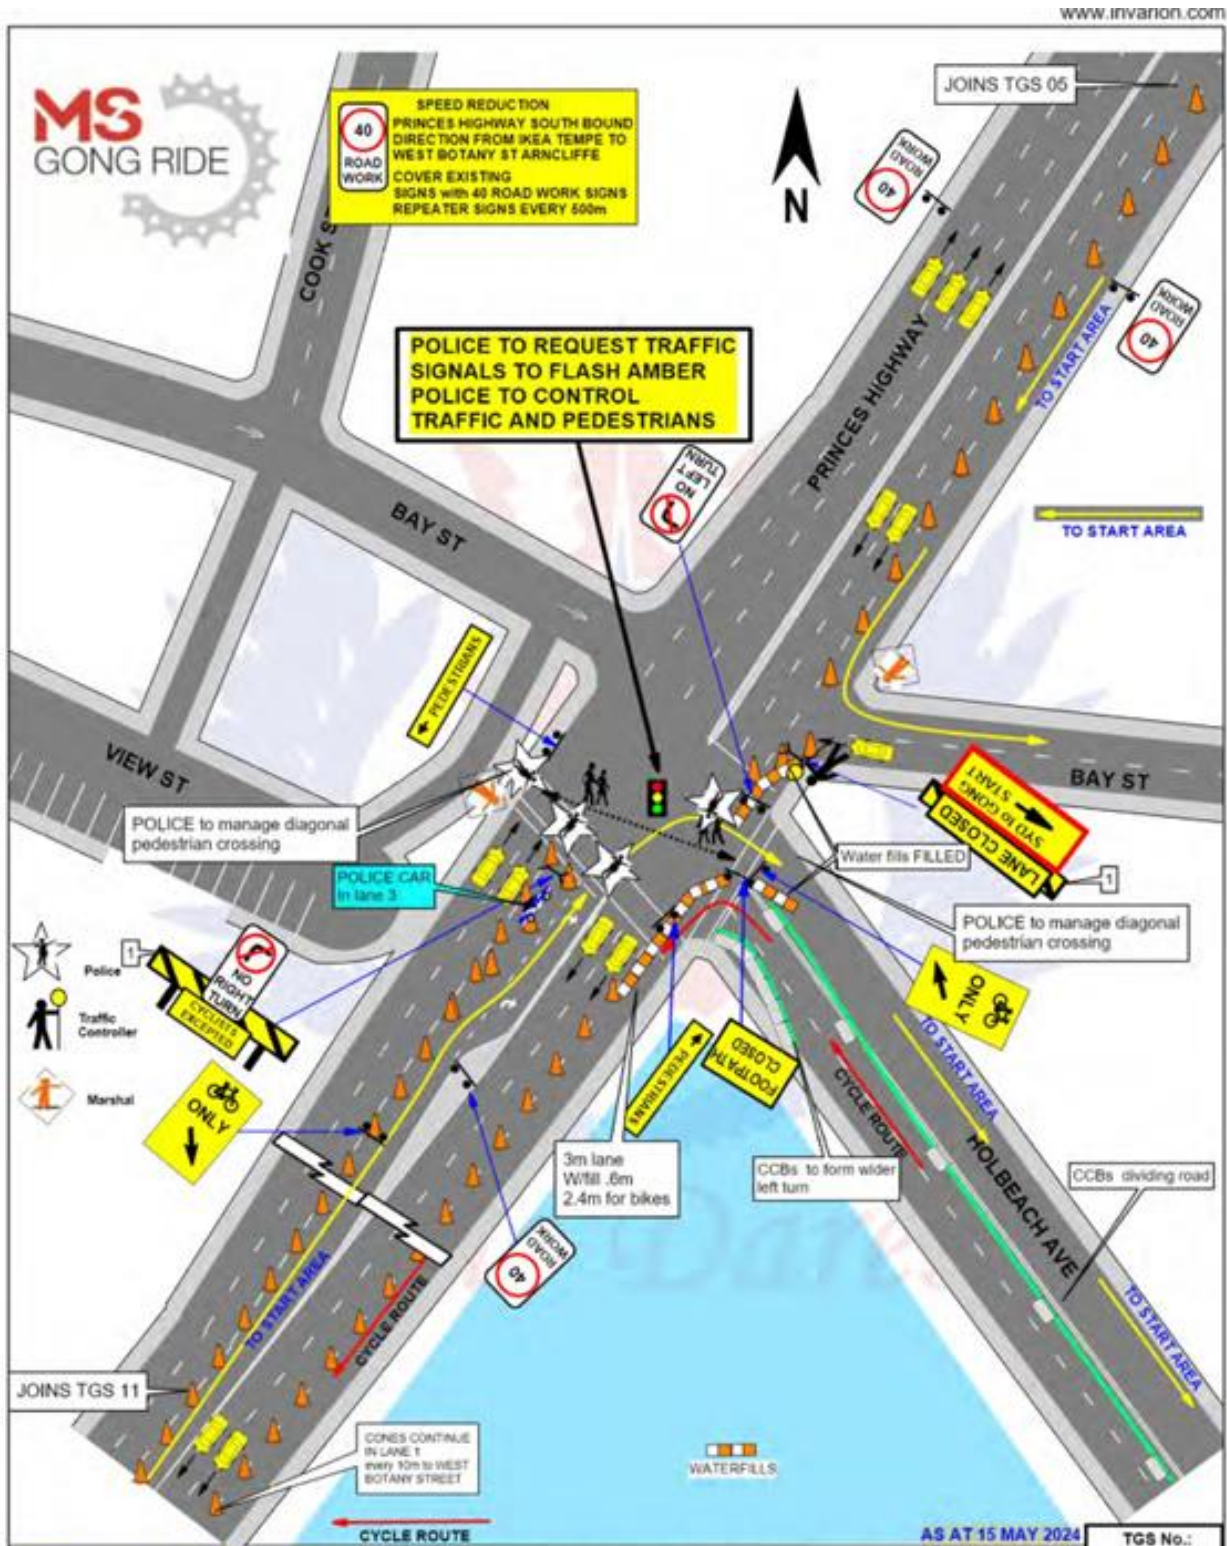 www.invarion.com
MS
GONG RIDE
40
ROAD
WORK
SPEED REDUCTION
PRINCES HIGHWAY SOUTH BOUND
DIRECTION FROM IKEA TEMPE TO
WEST BOTANY ST ARNCLIFFE
COVER EXISTING
SIGNS with 40 ROAD WORK SIGNS
REPEATER SIGNS EVERY 500m
JOINS TGS 05
N
ROAD
WORK
40
ROAD
WORK
40
COOK ST
POLICE TO REQUEST TRAFFIC
SIGNALS TO FLASH AMBER
POLICE TO CONTROL
TRAFFIC AND PEDESTRIANS
PRINCES HIGHWAY
TO START AREA
NO
LEFT
TURN
TO START AREA
BAY ST
PEDESTRIANS
VIEW ST
BAY ST
POLICE to manage diagonal
pedestrian crossing
SYD to GONG
START
LANE CLOSED
1
Water fills FILLED
POLICE CAR
In lane 3
POLICE to manage diagonal
pedestrian crossing
Police
Traffic
Controller
Marshal
1
NO
RIGHT
TURN
CYCLISTS
EXCEPTED
ONLY
ONLY
PEDESTRIANS
FOOTPATH
CLOSED
TO START AREA
CYCLE ROUTE
HOLBEACH AVE
3m lane
W/fill .6m
2.4m for bikes
CCBs to form wider
left turn
CCBs dividing road
ROAD
WORK
40
TO START AREA
CYCLE ROUTE
TO START AREA
JOINS TGS 11
CONES CONTINUE
IN LANE 1
every 10m to WEST
BOTANY STREET
WATERFILLS
CYCLE ROUTE
AS AT 15 MAY 2024
TGS No.: